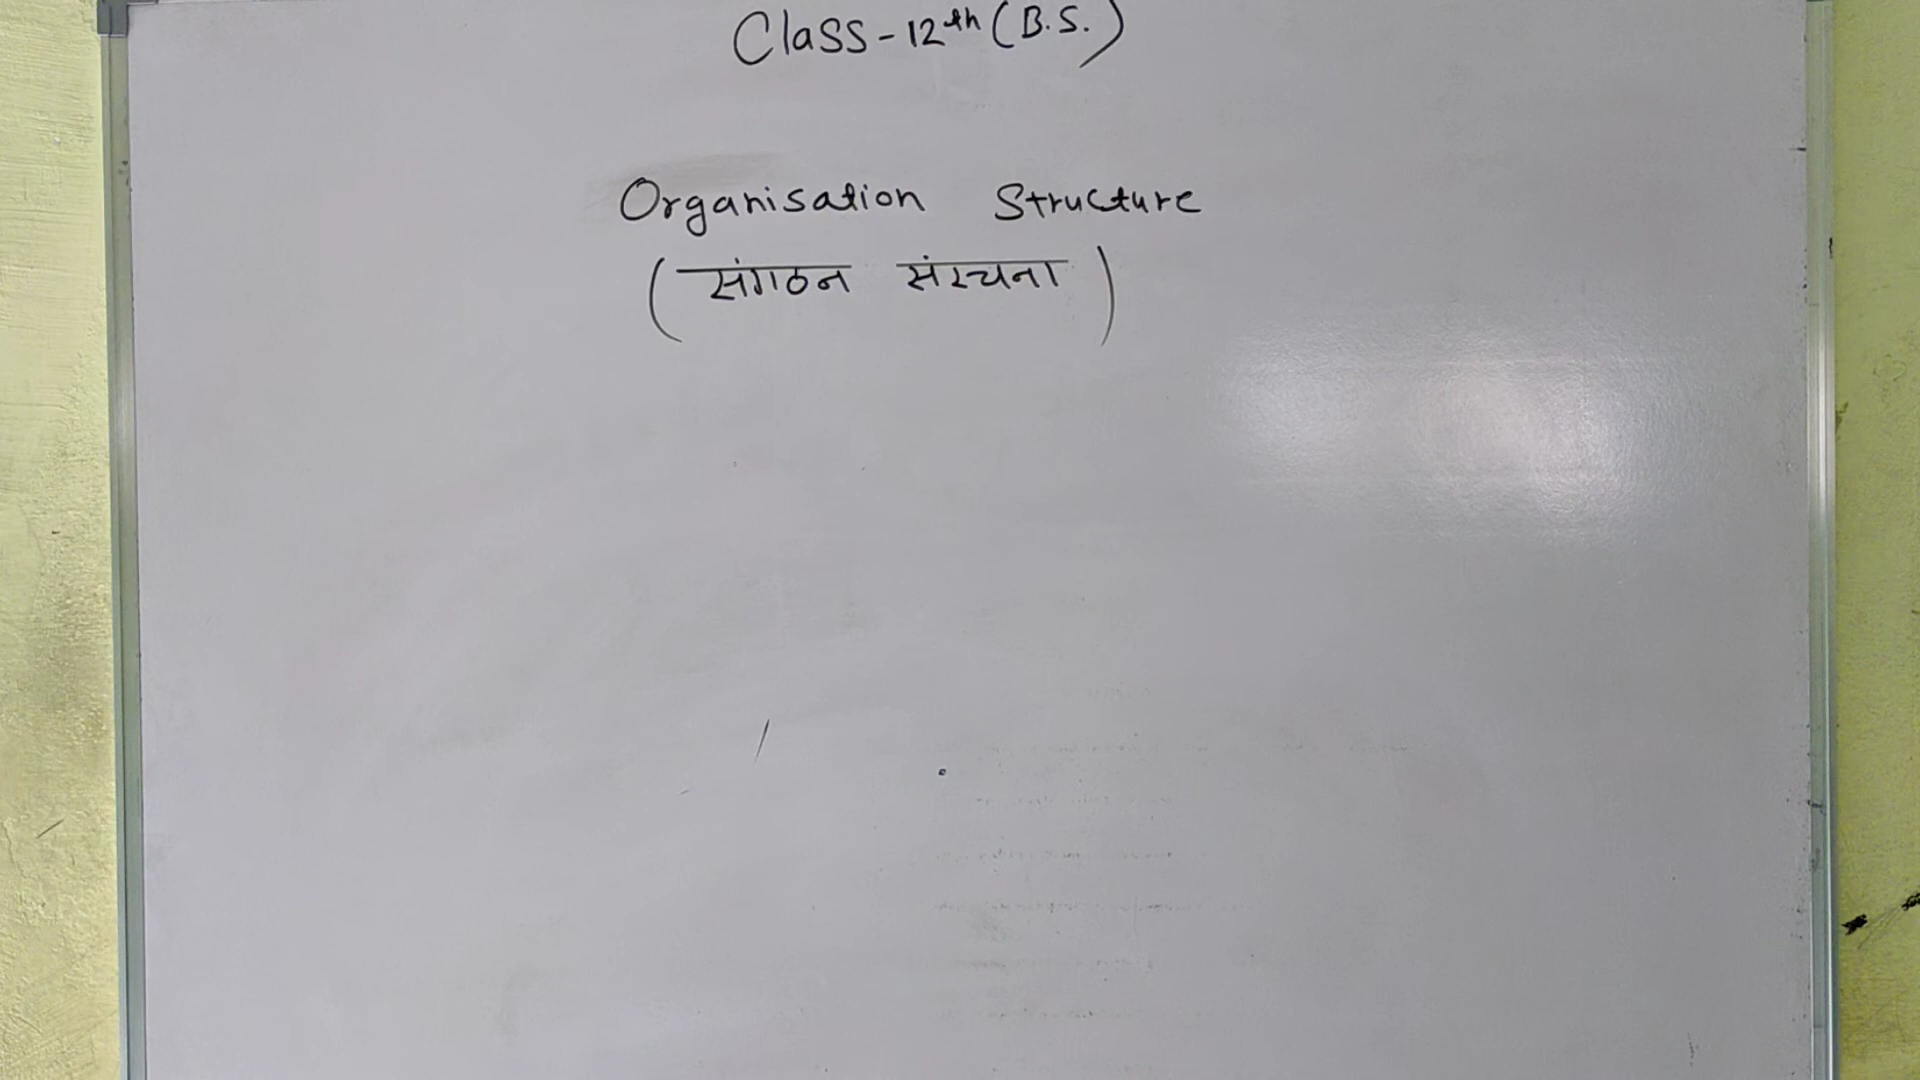 Class-12th (B.S.)
Organisation Structure
(संगठन संरचना)